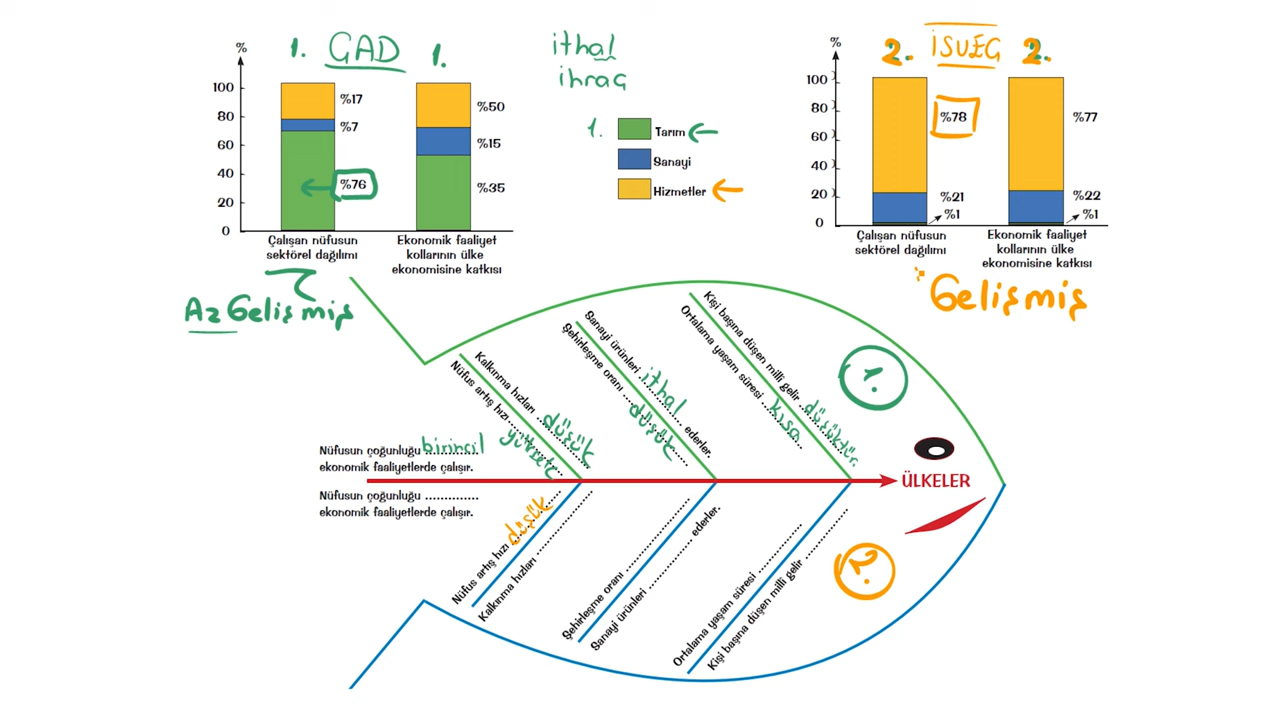 1. GAD 1.
%
100
80
60
40
20
0
%17
%7
%76
%50
%15
%35
Çalışan nüfusun
sektörel dağılımı
Ekonomik faaliyet
kollarının ülke
ekonomisine katkısı
Az Gelişmiş
ithal
ihraç
1.
Tarım
Sanayi
Hizmetler
2. İSVEG 2.
%
100
80
60
40
20
0
%78
%21
%1
%77
%22
%1
Çalışan nüfusun
sektörel dağılımı
Ekonomik faaliyet
kollarının ülke
ekonomisine katkısı
Gelişmiş
Kişi başına düşen milli gelir düşüktür.
Ortalama yaşam süresi kısa
Sanayi ürünleri ithal ederler.
Şehirleşme oranı düşük
Kalkınma hızları düşük
Nüfus artış hızı yüksek
1.
Nüfusun çoğunluğu birincil
ekonomik faaliyetlerde çalışır.
ÜLKELER
Nüfusun çoğunluğu ..............
ekonomik faaliyetlerde çalışır.
Nüfus artış hızı düşük
Kalkınma hızları ..............
Şehirleşme oranı ..............
Sanayi ürünleri .............. ederler.
Ortalama yaşam süresi ..............
Kişi başına düşen milli gelir ..............
2.